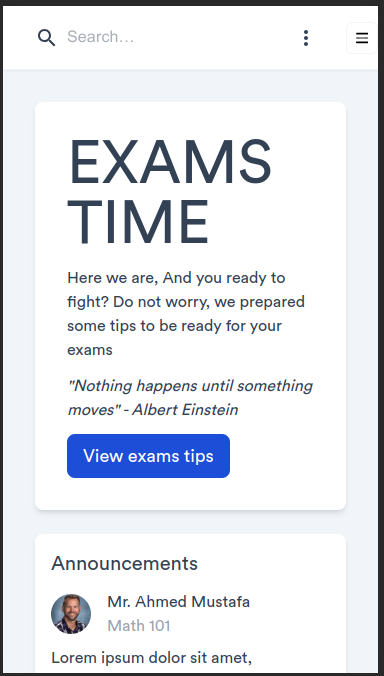 Search...
EXAMS
TIME
Here we are, And you ready to
fight? Do not worry, we prepared
some tips to be ready for your
exams
"Nothing happens until something
moves" - Albert Einstein
View exams tips
Announcements
Mr. Ahmed Mustafa
Math 101
Lorem ipsum dolor sit amet,